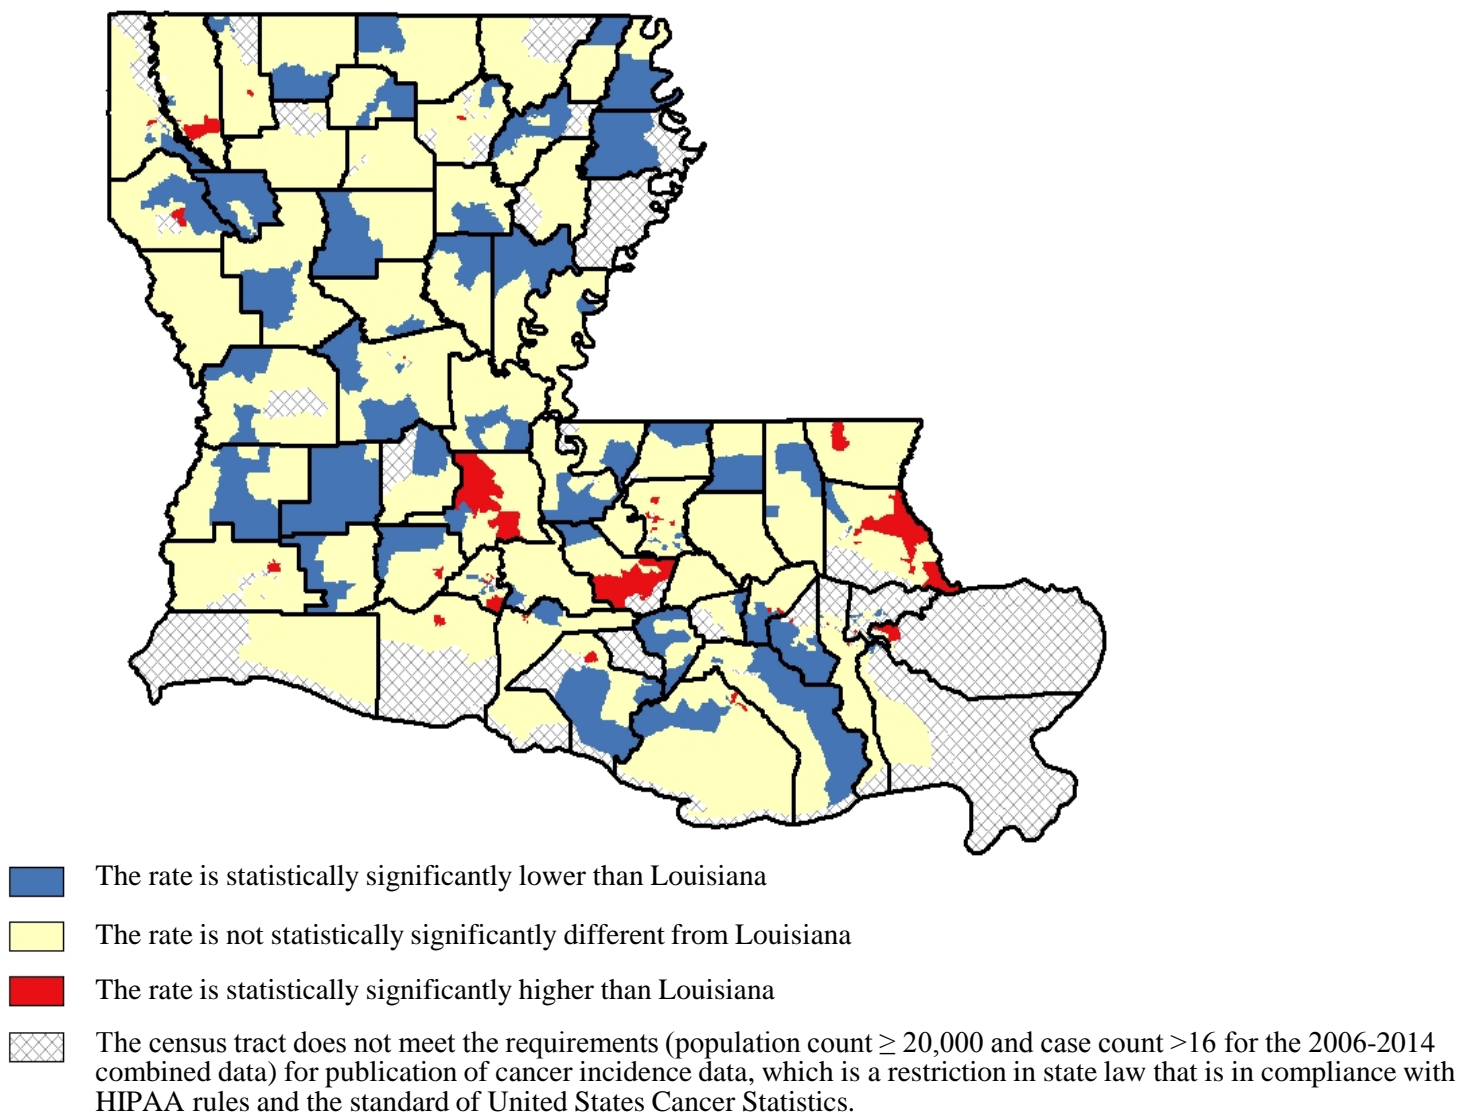 The rate is statistically significantly lower than Louisiana
The rate is not statistically significantly different from Louisiana
The rate is statistically significantly higher than Louisiana
The census tract does not meet the requirements (population count ≥ 20,000 and case count >16 for the 2006-2014
combined data) for publication of cancer incidence data, which is a restriction in state law that is in compliance with
HIPAA rules and the standard of United States Cancer Statistics.